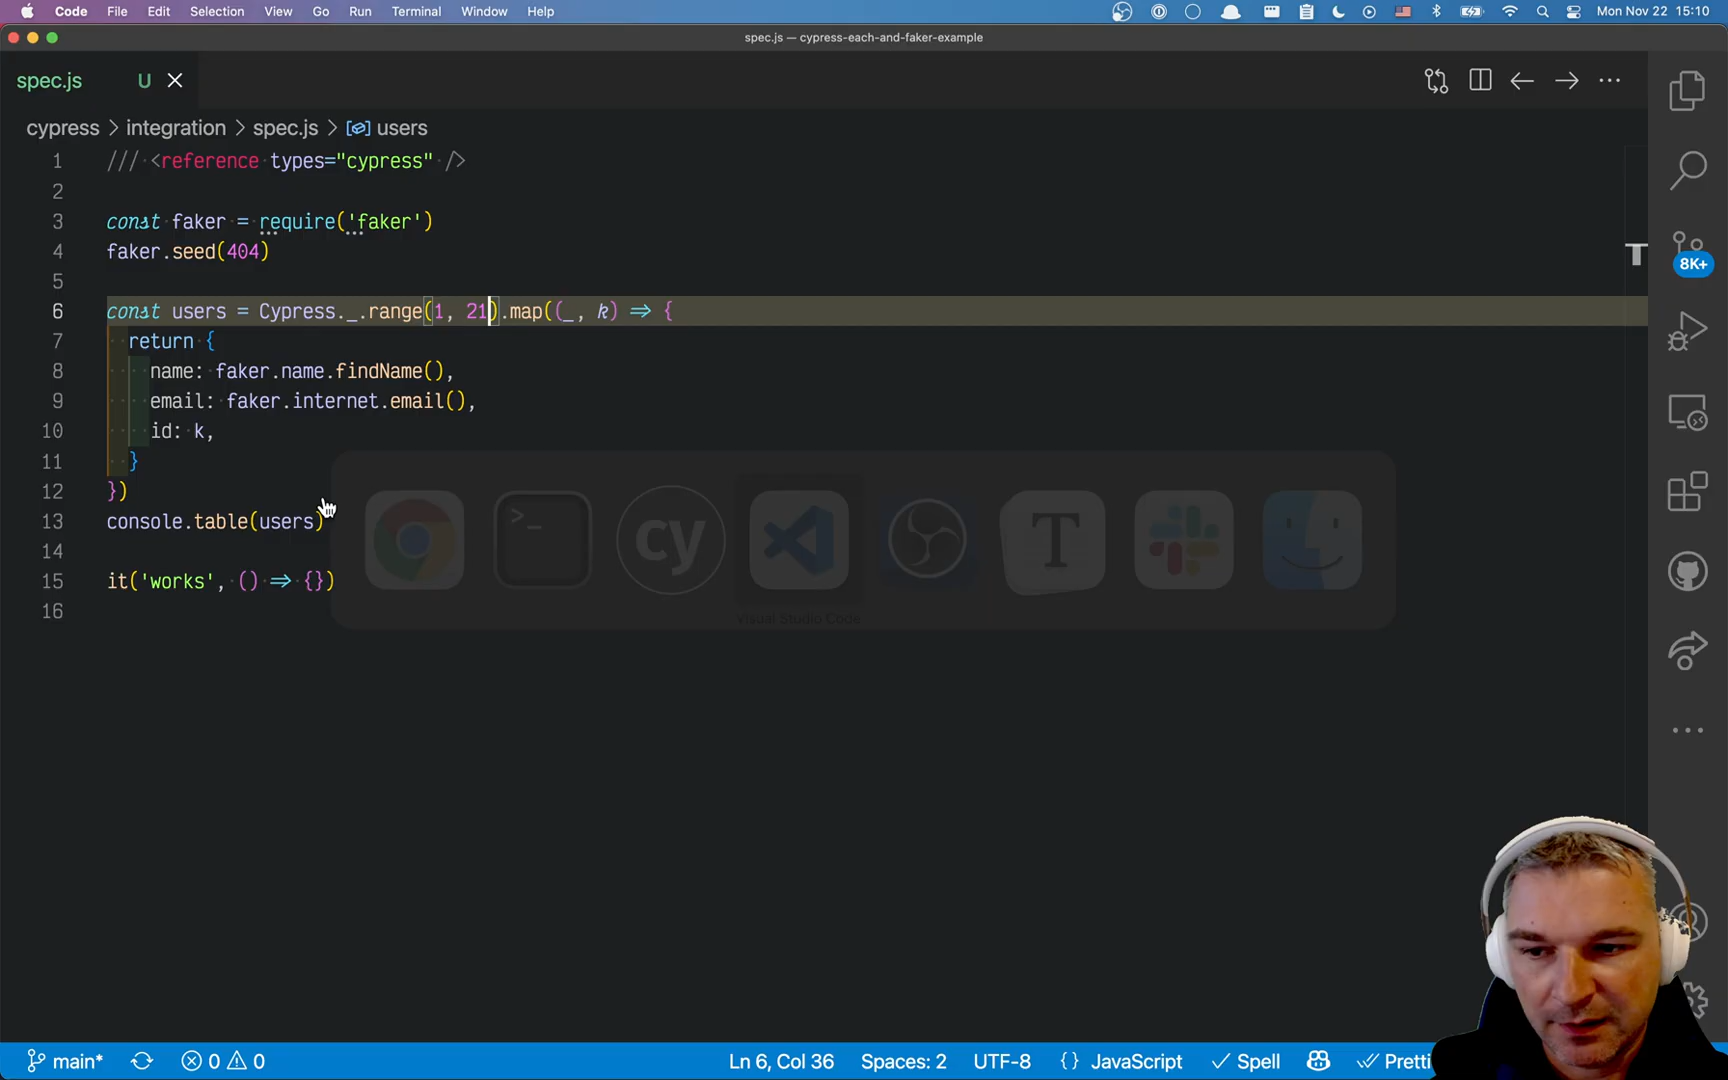 Code File Edit Selection View Go Run Terminal Window Help Mon Nov 22 15:10
spec.js — cypress-each-and-faker-example
spec.js U
cypress > integration > spec.js > users
1 /// <reference types="cypress" />
2
3 const faker = require('faker')
4 faker.seed(404)
5
6 const users = Cypress._.range(1, 21).map((_, k) => {
7 return {
8 name: faker.name.findName(),
9 email: faker.internet.email(),
10 id: k,
11 }
12 })
13 console.table(users)
14
15 it('works', () => {})
16
8K+
T
>_
cy
T
Visual Studio Code
main* 0 0 Ln 6, Col 36 Spaces: 2 UTF-8 {} JavaScript Spell Pretti